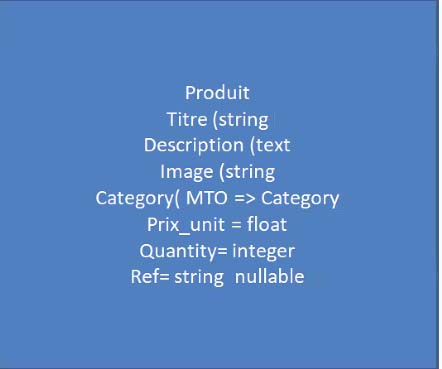 Produit
Titre (string
Description (text
Image (string
Category( MTO => Category
Prix_unit = float
Quantity= integer
Ref= string  nullable